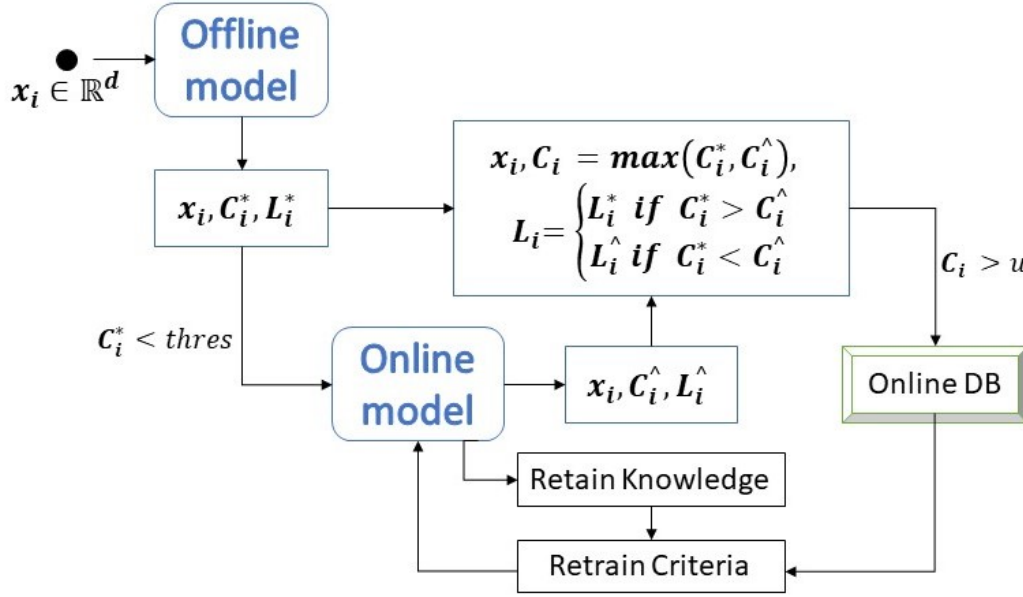 Offline
model
x_i ∈ ℝ^d
x_i, C_i^*, L_i^*
x_i, C_i = max(C_i^*, C_i^^),
L_i = { L_i^* if C_i^* > C_i^^
L_i^^ if C_i^* < C_i^^
C_i > u
C_i^* < thres
Online
model
x_i, C_i^^, L_i^^
Online DB
Retain Knowledge
Retrain Criteria